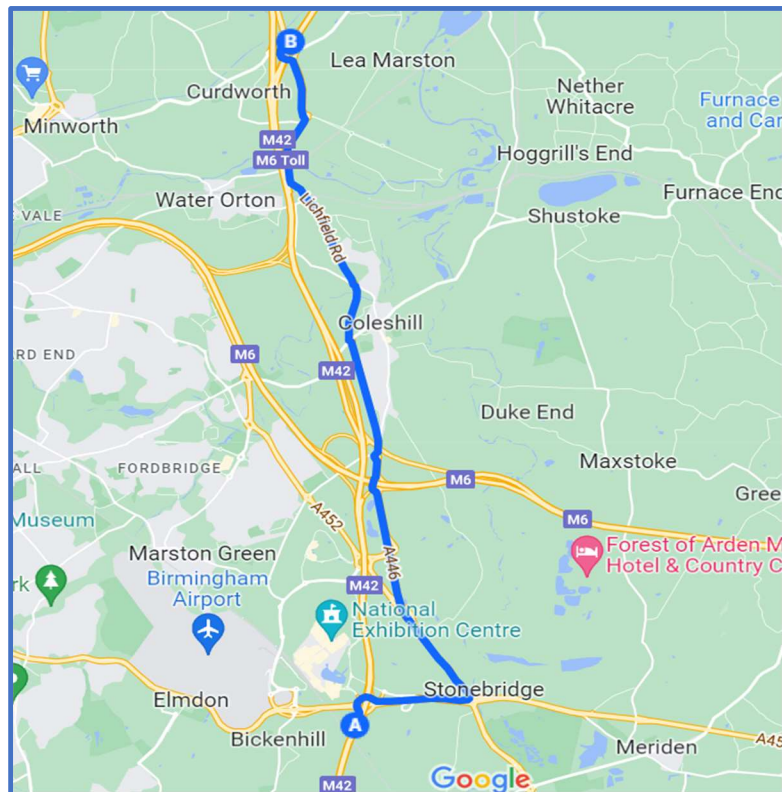 B
Lea Marston
Curdworth
Nether
Whitacre
Furnace
and Car
Minworth
M42
M6 Toll
Hoggrill's End
Furnace End
Water Orton
VALE
Lichfield Rd
Shustoke
Coleshill
RD END
M6
M42
Duke End
FORDBRIDGE
Maxstoke
ALL
M6
Gree
A452
Museum
M6
Marston Green
A446
Forest of Arden M
Hotel & Country C
rk
Birmingham
Airport
M42
National
Exhibition Centre
Stonebridge
Elmdon
A
Bickenhill
A45
Meriden
M42
Google